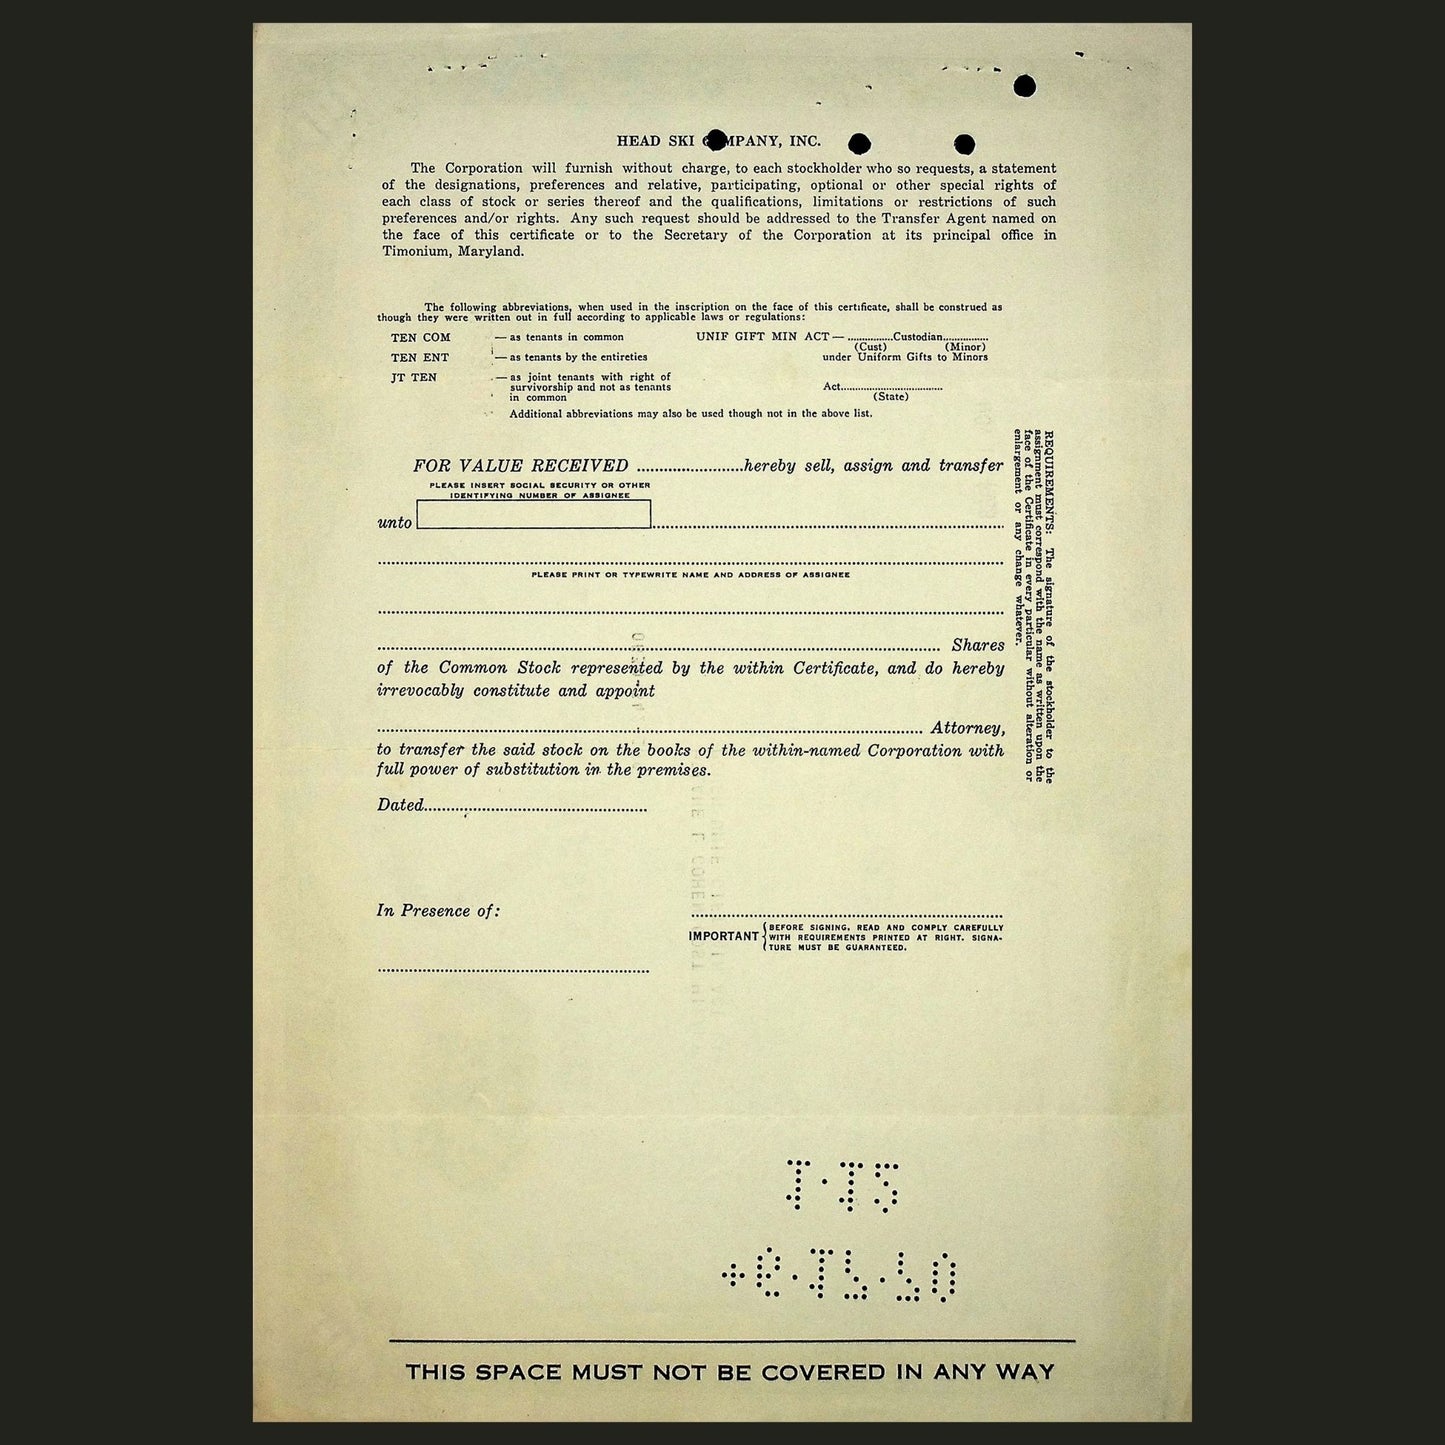 HEAD SKI COMPANY, INC.
The Corporation will furnish without charge, to each stockholder who so requests, a statement
of the designations, preferences and relative, participating, optional or other special rights of
each class of stock or series thereof and the qualifications, limitations or restrictions of such
preferences and/or rights. Any such request should be addressed to the Transfer Agent named on
the face of this certificate or to the Secretary of the Corporation at its principal office in
Timonium, Maryland.
The following abbreviations, when used in the inscription on the face of this certificate, shall be construed as
though they were written out in full according to applicable laws or regulations:
TEN COM — as tenants in common UNIF GIFT MIN ACT — ...............Custodian...............
(Cust) (Minor)
TEN ENT — as tenants by the entireties under Uniform Gifts to Minors
JT TEN — as joint tenants with right of
survivorship and not as tenants Act..................................
in common (State)
Additional abbreviations may also be used though not in the above list.
FOR VALUE RECEIVED ........................hereby sell, assign and transfer
PLEASE INSERT SOCIAL SECURITY OR OTHER
IDENTIFYING NUMBER OF ASSIGNEE
unto
PLEASE PRINT OR TYPEWRITE NAME AND ADDRESS OF ASSIGNEE
Shares
of the Common Stock represented by the within Certificate, and do hereby
irrevocably constitute and appoint
Attorney,
to transfer the said stock on the books of the within-named Corporation with
full power of substitution in the premises.
Dated
In Presence of:
IMPORTANT { BEFORE SIGNING, READ AND COMPLY CAREFULLY
WITH REQUIREMENTS PRINTED AT RIGHT. SIGNA-
TURE MUST BE GUARANTEED.
REQUIREMENTS: The signature of the stockholder to the
assignment must correspond with the name as written upon the
face of the Certificate in every particular without alteration or
enlargement or any change whatever.
THIS SPACE MUST NOT BE COVERED IN ANY WAY